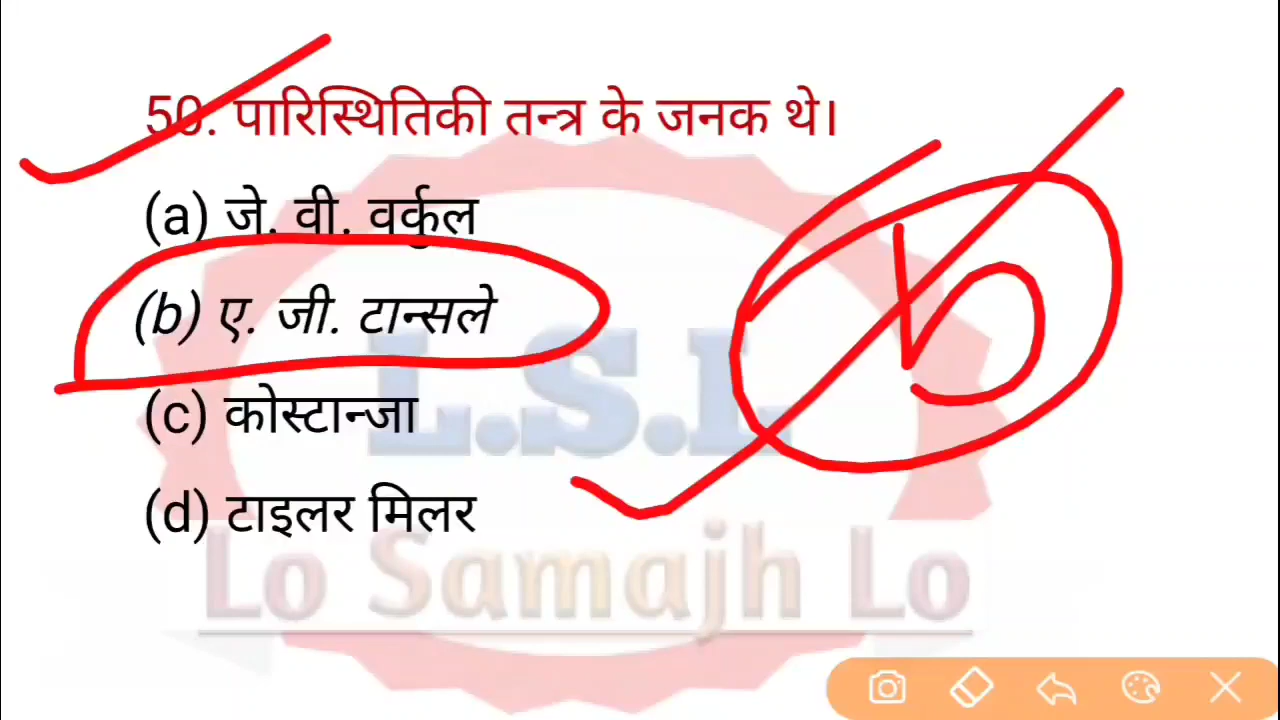 50. पारिस्थितिकी तन्त्र के जनक थे।
(a) जे. वी. वर्कुल
(b) ए. जी. टान्सले
b
(c) कोस्टान्जा
L.S.L
(d) टाइलर मिलर
Lo Samajh Lo